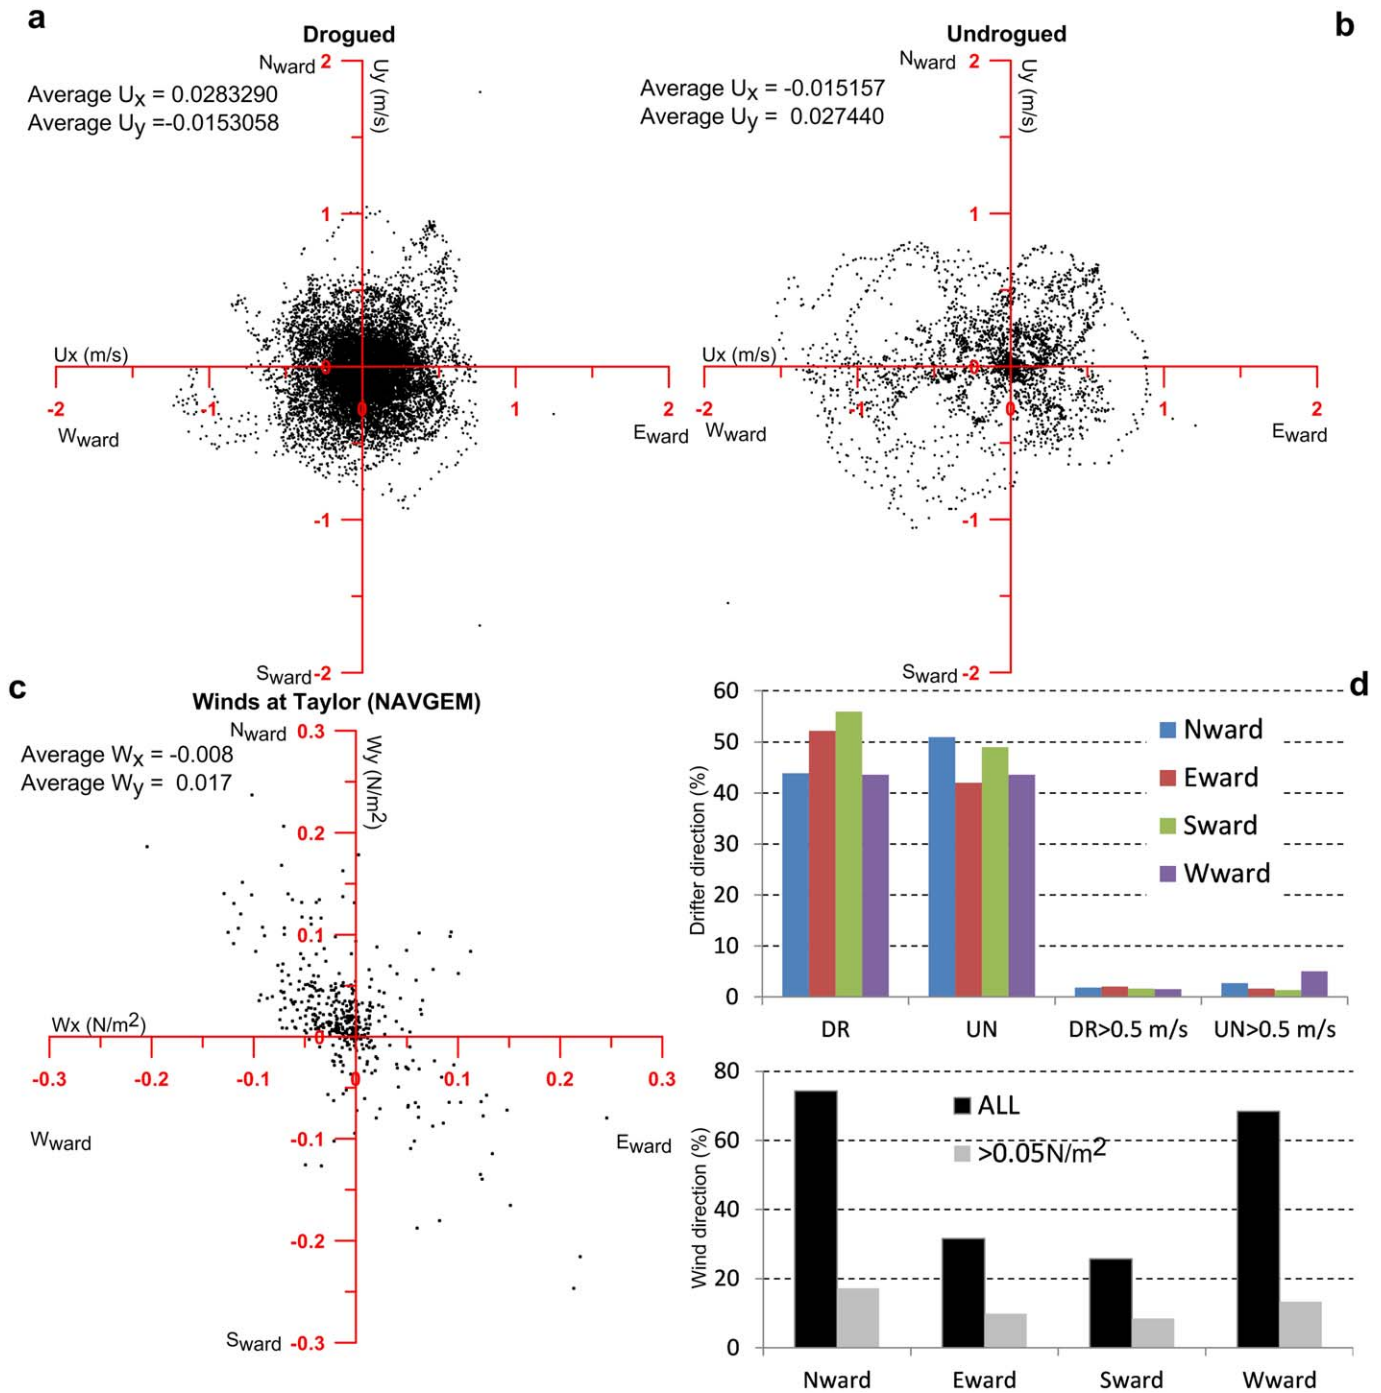 a
Drogued
Nward 2
Uy (m/s)
Average Ux = 0.0283290
Average Uy =-0.0153058
1
Ux (m/s)
0
-2 -1 0 1 2
Wward
Eward
-1
Sward -2
b
Undrogued
Nward 2
Uy (m/s)
Average Ux = -0.015157
Average Uy = 0.027440
1
Ux (m/s)
0
-2 -1 0 1 2
Wward
Eward
-1
Sward -2
c
Winds at Taylor (NAVGEM)
Nward 0.3
Wy (N/m2)
Average Wx = -0.008
Average Wy = 0.017
0.2
0.1
Wx (N/m2)
0
-0.3 -0.2 -0.1 0 0.1 0.2 0.3
Wward
Eward
-0.1
-0.2
Sward -0.3
d
60
50
40
30
20
10
0
Drifter direction (%)
Nward
Eward
Sward
Wward
DR UN DR>0.5 m/s UN>0.5 m/s
80
60
40
20
0
Wind direction (%)
ALL
>0.05N/m2
Nward Eward Sward Wward